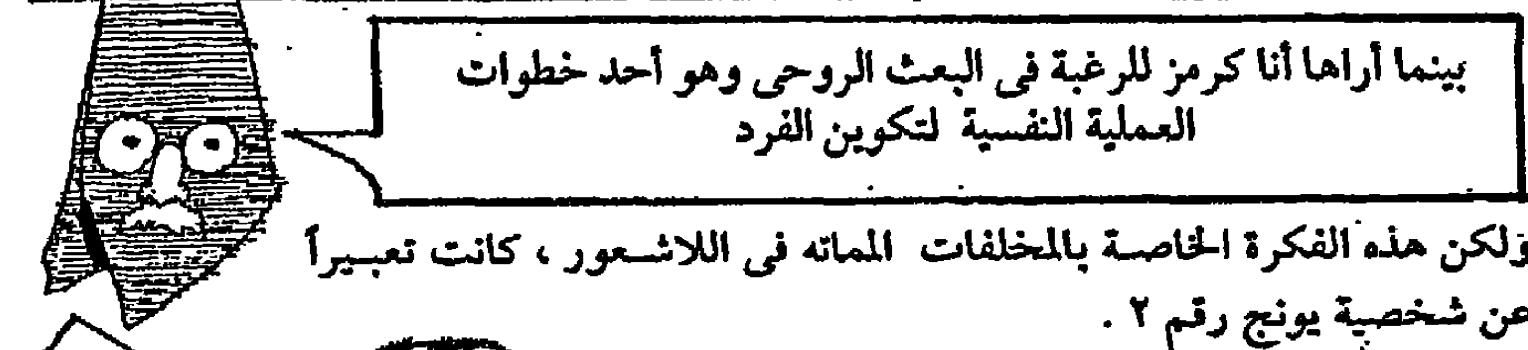 بينما أراها أنا كرمز للرغبة فى البعث الروحى وهو أحد خطوات
العملية النفسية لتكوين الفرد
ولكن هذه الفكرة الخاصة بالمخلفات المماته فى اللاشعور ، كانت تعبيراً
عن شخصية يونج رقم ٢ .